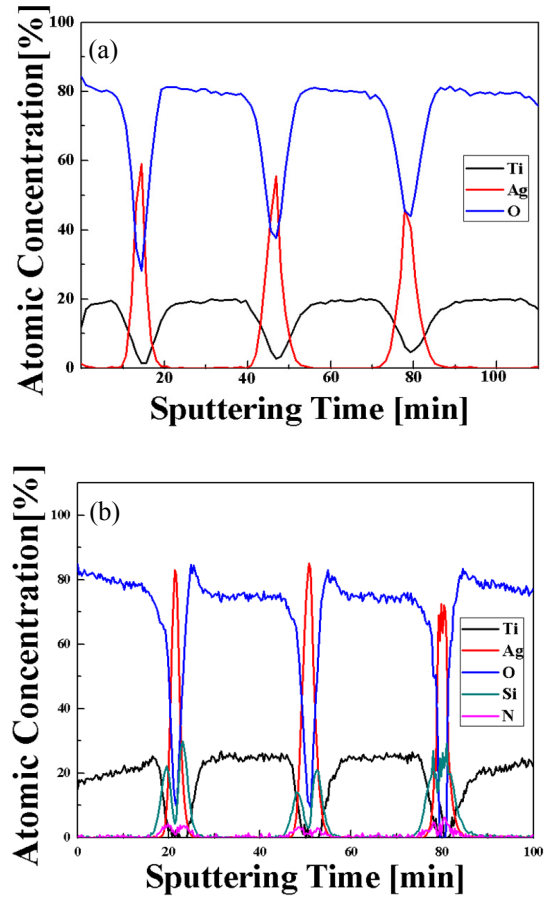 100
(a)
80
60
40
20
0
Atomic Concentration[%]
Ti
Ag
O
20 40 60 80 100
Sputtering Time [min]
100
(b)
80
60
40
20
0
Atomic Concentration[%]
Ti
Ag
O
Si
N
0 20 40 60 80 100
Sputtering Time [min]